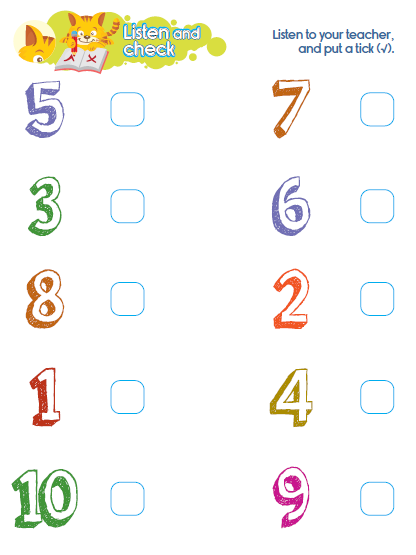 Listen and
check
Listen to your teacher,
and put a tick (√).
5
7
3
6
8
2
1
4
10
9